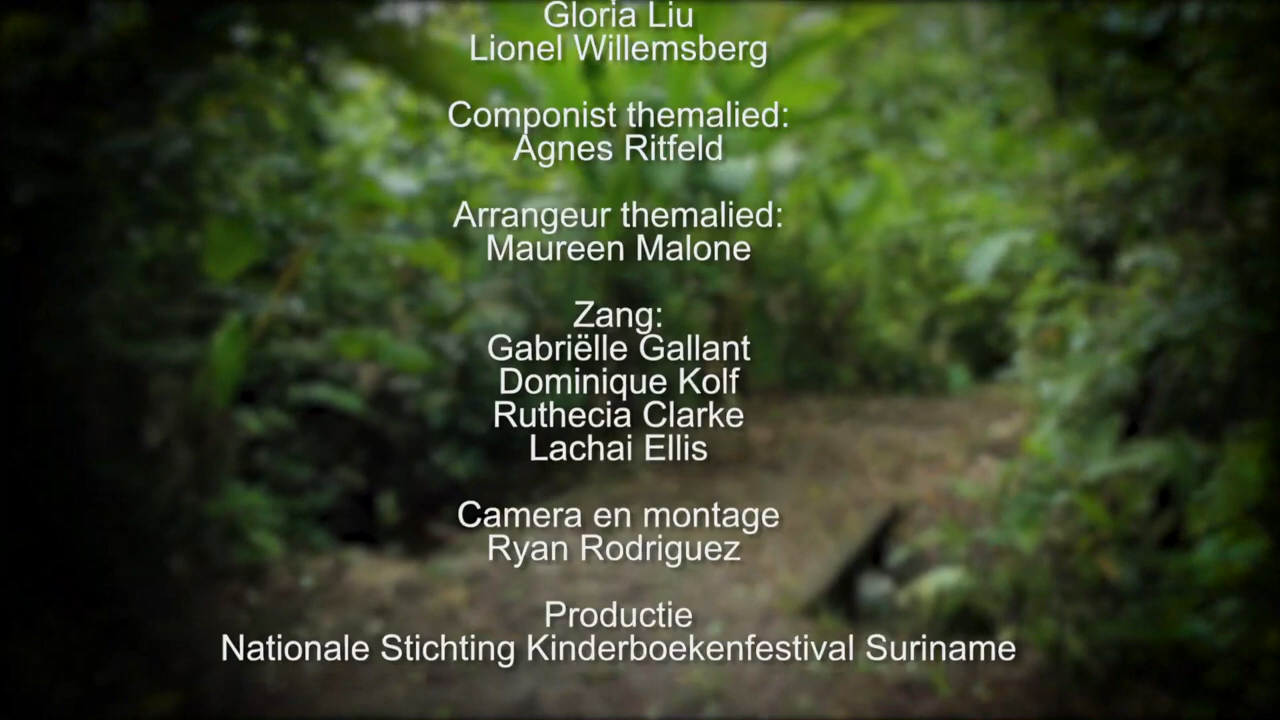 Gloria Liu
Lionel Willemsberg
Componist themalied:
Agnes Ritfeld
Arrangeur themalied:
Maureen Malone
Zang:
Gabriëlle Gallant
Dominique Kolf
Ruthecia Clarke
Lachai Ellis
Camera en montage
Ryan Rodriguez
Productie
Nationale Stichting Kinderboekenfestival Suriname